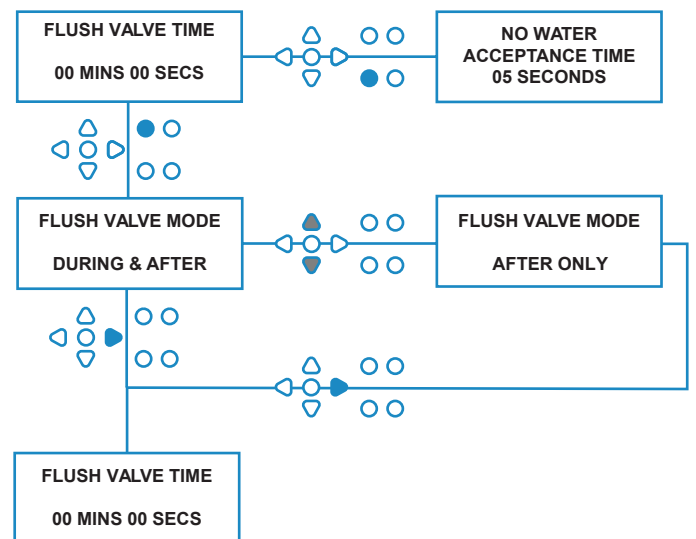 FLUSH VALVE TIME
00 MINS 00 SECS
NO WATER
ACCEPTANCE TIME
05 SECONDS
FLUSH VALVE MODE
DURING & AFTER
FLUSH VALVE MODE
AFTER ONLY
FLUSH VALVE TIME
00 MINS 00 SECS